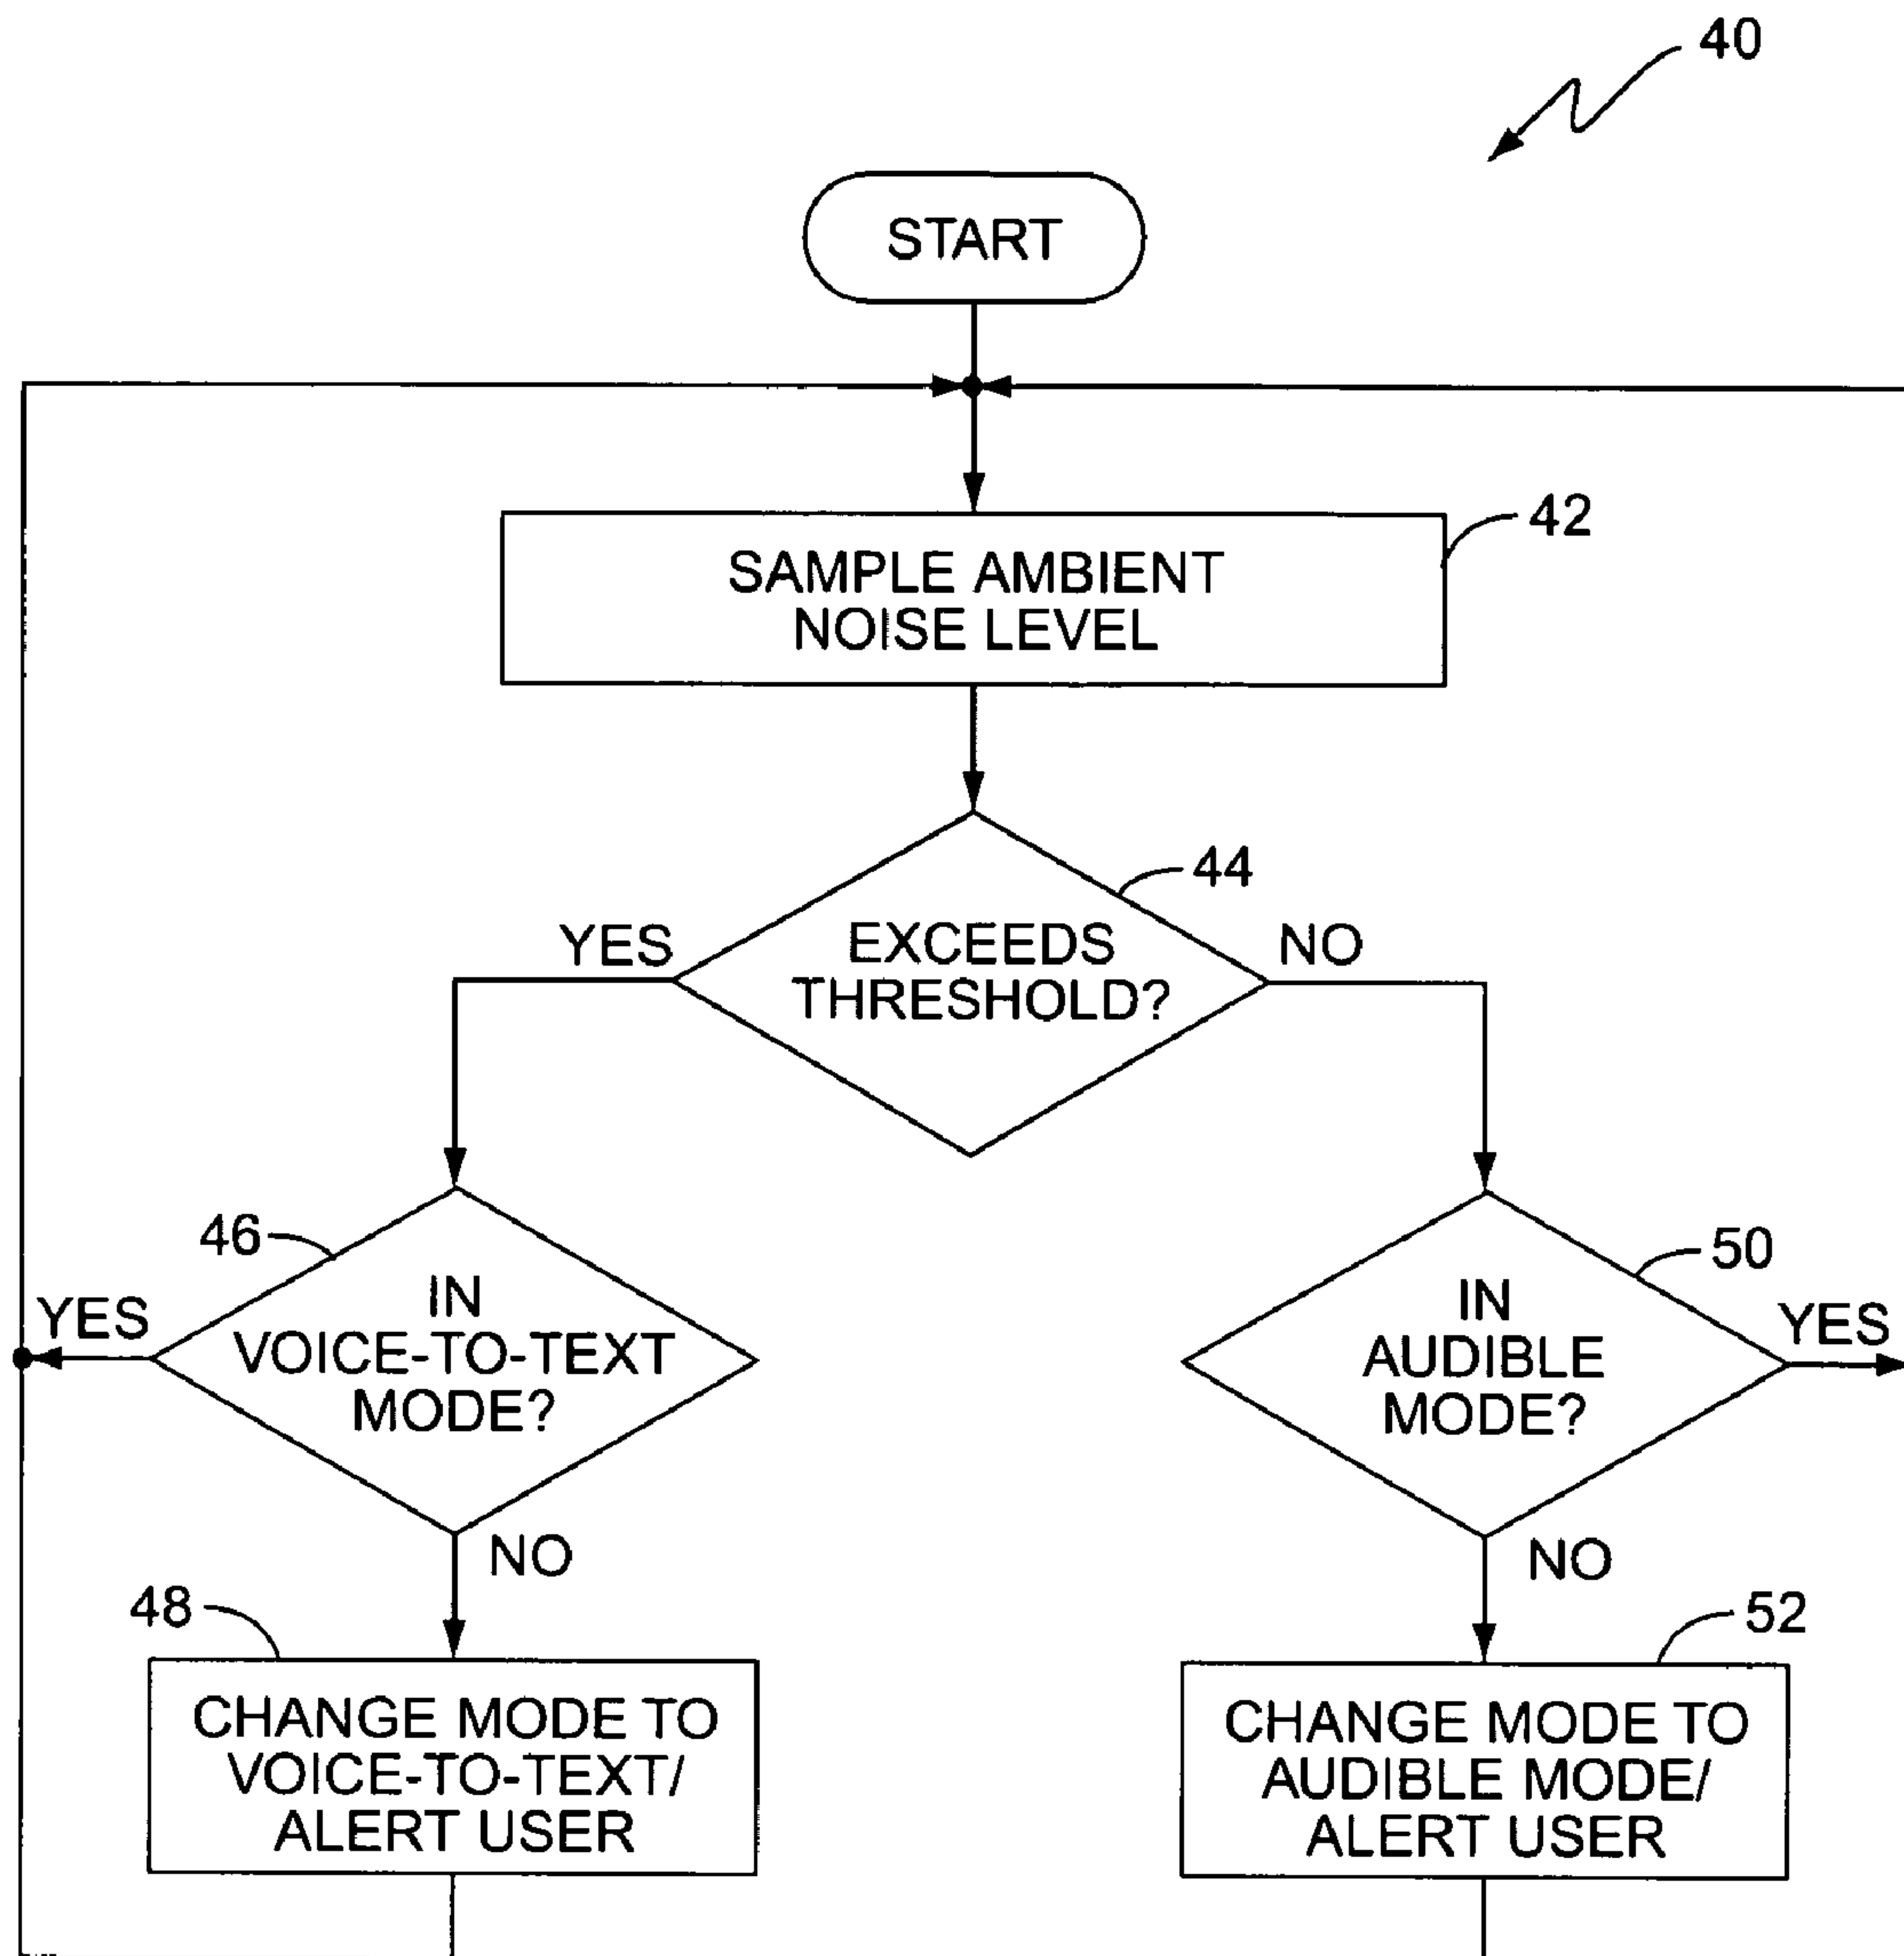 40
START
42
SAMPLE AMBIENT
NOISE LEVEL
44
YES
EXCEEDS
THRESHOLD?
NO
46
IN
VOICE-TO-TEXT
MODE?
YES
NO
50
IN
AUDIBLE
MODE?
YES
NO
48
CHANGE MODE TO
VOICE-TO-TEXT/
ALERT USER
52
CHANGE MODE TO
AUDIBLE MODE/
ALERT USER